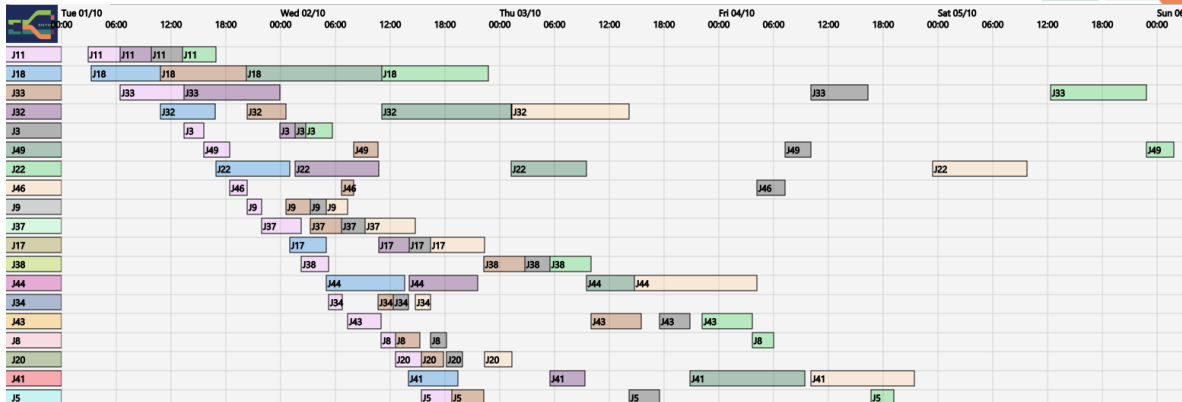 Tue 01/10 Wed 02/10 Thu 03/10 Fri 04/10 Sat 05/10 Sun 06
0:00 06:00 12:00 18:00 00:00 06:00 12:00 18:00 00:00 06:00 12:00 18:00 00:00 06:00 12:00 18:00 00:00 06:00 12:00 18:00 00:00
J11 J11 J11 J11 J11
J18 J18 J18 J18 J18
J33 J33 J33 J33 J33
J32 J32 J32 J32 J32
J3 J3 J3 J3 J3
J49 J49 J49 J49 J49
J22 J22 J22 J22 J22
J46 J46 J46 J46
J9 J9 J9 J9 J9
J37 J37 J37 J37 J37
J17 J17 J17 J17 J17
J38 J38 J38 J38 J38
J44 J44 J44 J44 J44
J34 J34 J34 J34 J34
J43 J43 J43 J43 J43
J8 J8 J8 J8 J8
J20 J20 J20 J20 J20
J41 J41 J41 J41 J41
J5 J5 J5 J5 J5